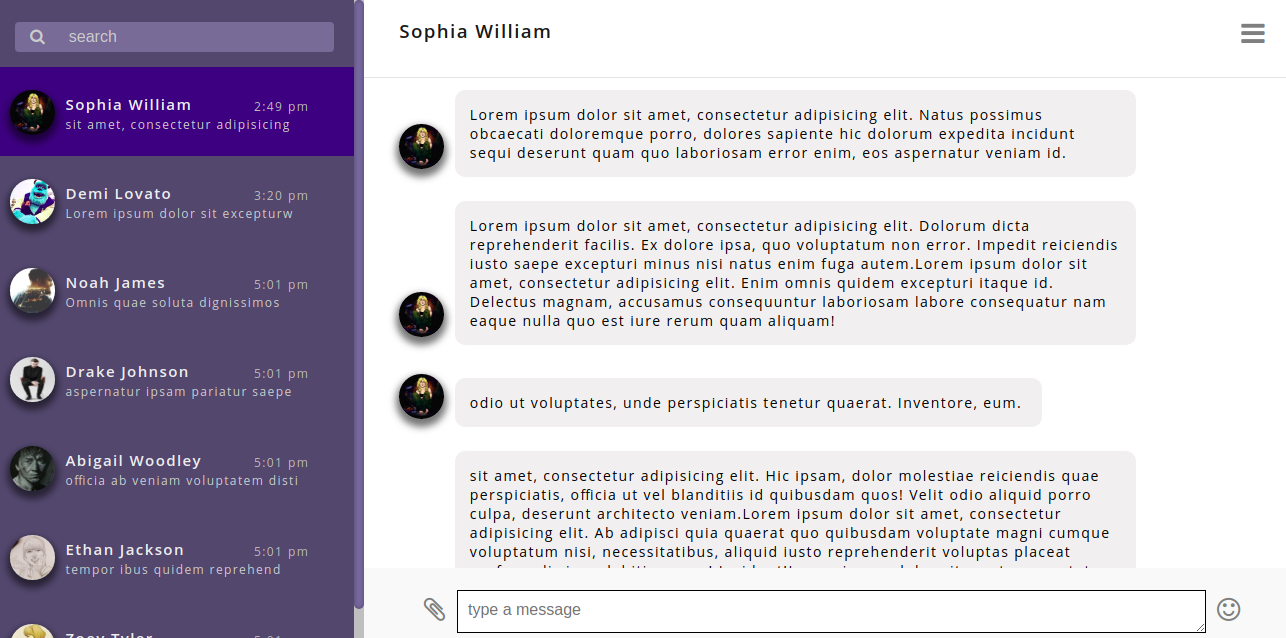 search
Sophia William 2:49 pm
sit amet, consectetur adipisicing
Demi Lovato 3:20 pm
Lorem ipsum dolor sit excepturw
Noah James 5:01 pm
Omnis quae soluta dignissimos
Drake Johnson 5:01 pm
aspernatur ipsam pariatur saepe
Abigail Woodley 5:01 pm
officia ab veniam voluptatem disti
Ethan Jackson 5:01 pm
tempor ibus quidem reprehend
Sophia William
Lorem ipsum dolor sit amet, consectetur adipisicing elit. Natus possimus
obcaecati doloremque porro, dolores sapiente hic dolorum expedita incidunt
sequi deserunt quam quo laboriosam error enim, eos aspernatur veniam id.
Lorem ipsum dolor sit amet, consectetur adipisicing elit. Dolorum dicta
reprehenderit facilis. Ex dolore ipsa, quo voluptatum non error. Impedit reiciendis
iusto saepe excepturi minus nisi natus enim fuga autem.Lorem ipsum dolor sit
amet, consectetur adipisicing elit. Enim omnis quidem excepturi itaque id.
Delectus magnam, accusamus consequuntur laboriosam labore consequatur nam
eaque nulla quo est iure rerum quam aliquam!
odio ut voluptates, unde perspiciatis tenetur quaerat. Inventore, eum.
sit amet, consectetur adipisicing elit. Hic ipsam, dolor molestiae reiciendis quae
perspiciatis, officia ut vel blanditiis id quibusdam quos! Velit odio aliquid porro
culpa, deserunt architecto veniam.Lorem ipsum dolor sit amet, consectetur
adipisicing elit. Ab adipisci quia quaerat quo quibusdam voluptate magni cumque
voluptatum nisi, necessitatibus, aliquid iusto reprehenderit voluptas placeat
type a message